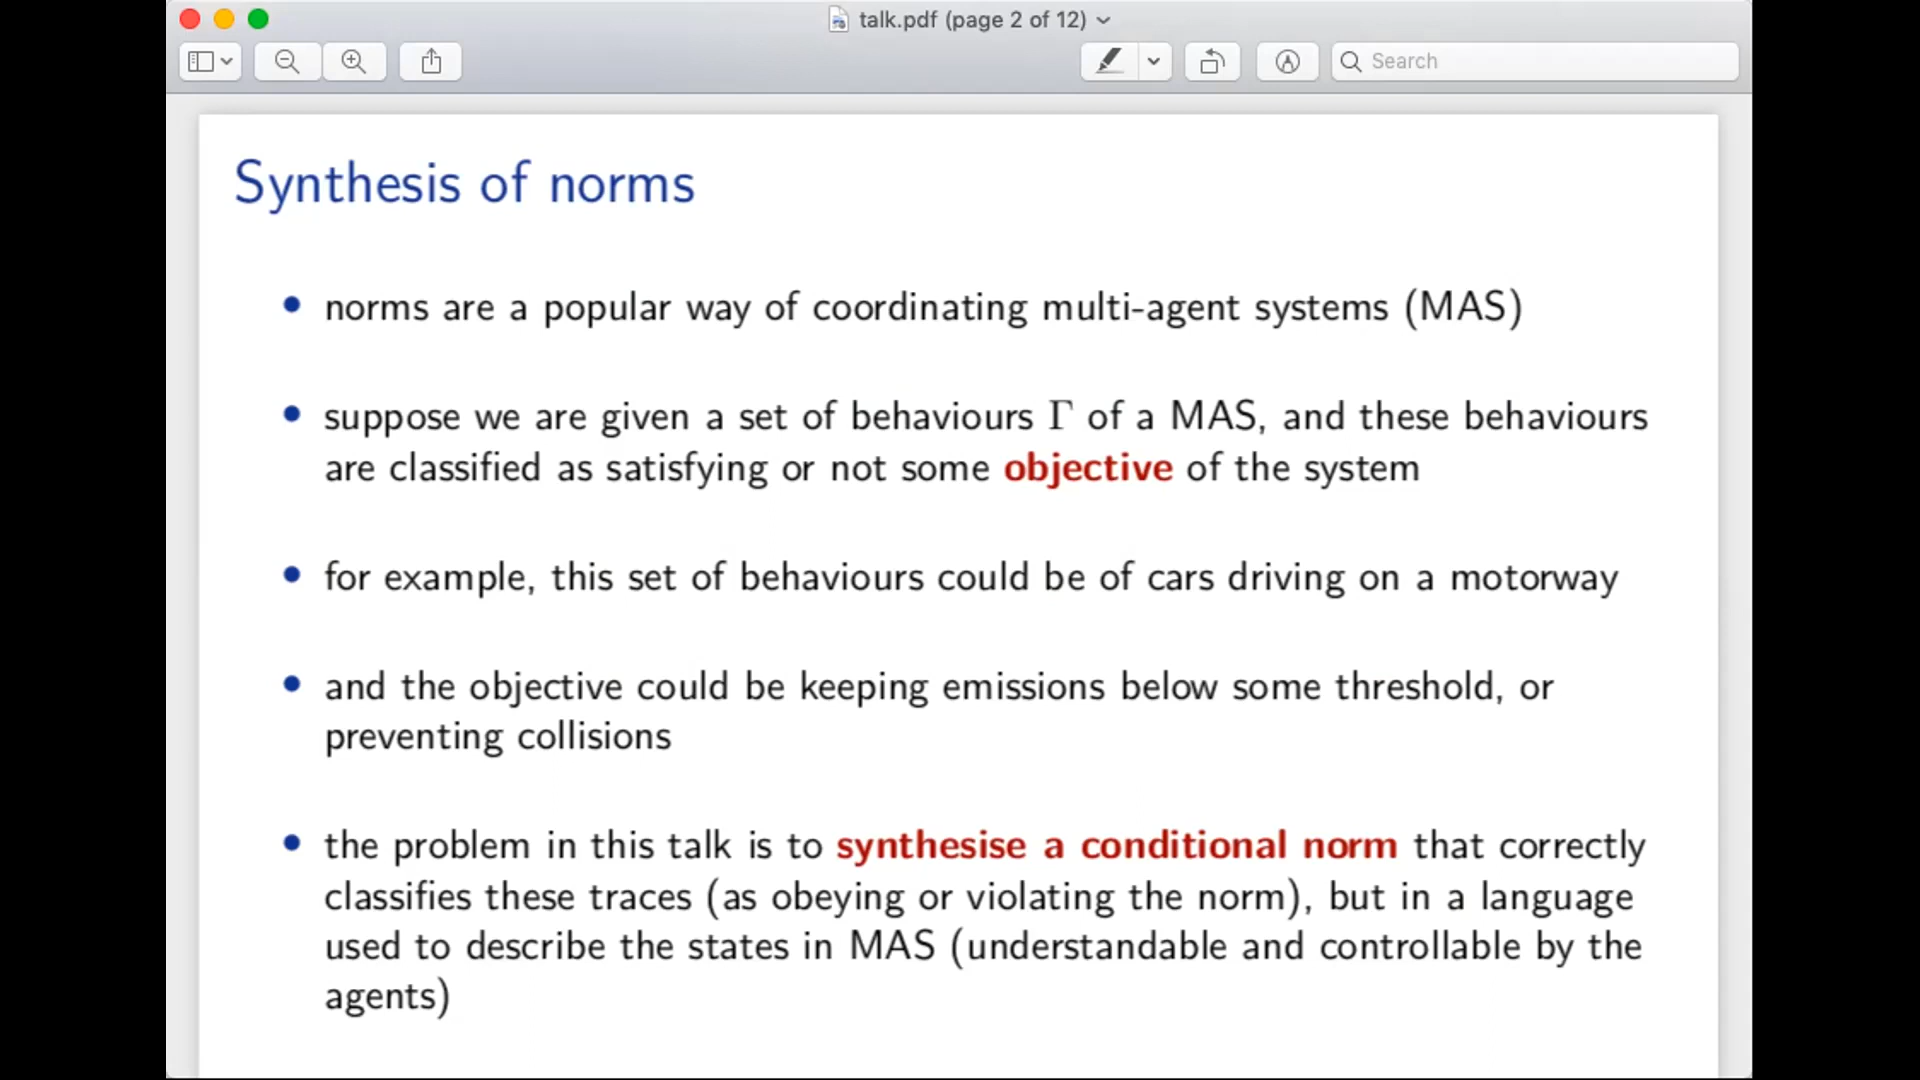 talk.pdf (page 2 of 12)
Search
Synthesis of norms
• norms are a popular way of coordinating multi-agent systems (MAS)
• suppose we are given a set of behaviours Γ of a MAS, and these behaviours
are classified as satisfying or not some objective of the system
• for example, this set of behaviours could be of cars driving on a motorway
• and the objective could be keeping emissions below some threshold, or
preventing collisions
• the problem in this talk is to synthesise a conditional norm that correctly
classifies these traces (as obeying or violating the norm), but in a language
used to describe the states in MAS (understandable and controllable by the
agents)